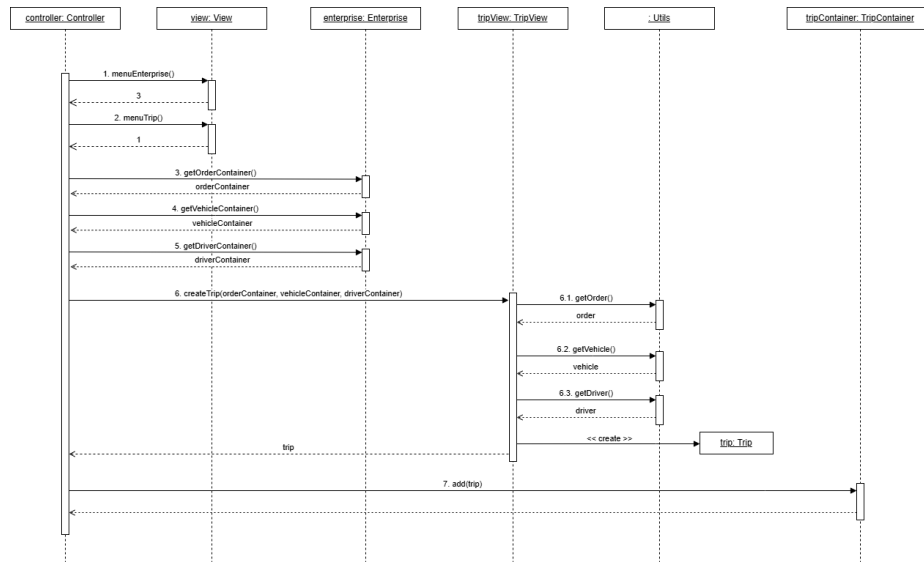 controller: Controller
view: View
enterprise: Enterprise
tripView: TripView
: Utils
tripContainer: TripContainer
1. menuEnterprise()
3
2. menuTrip()
1
3. getOrderContainer()
orderContainer
4. getVehicleContainer()
vehicleContainer
5. getDriverContainer()
driverContainer
6. createTrip(orderContainer, vehicleContainer, driverContainer)
6.1. getOrder()
order
6.2. getVehicle()
vehicle
6.3. getDriver()
driver
<< create >>
trip: Trip
trip
7. add(trip)